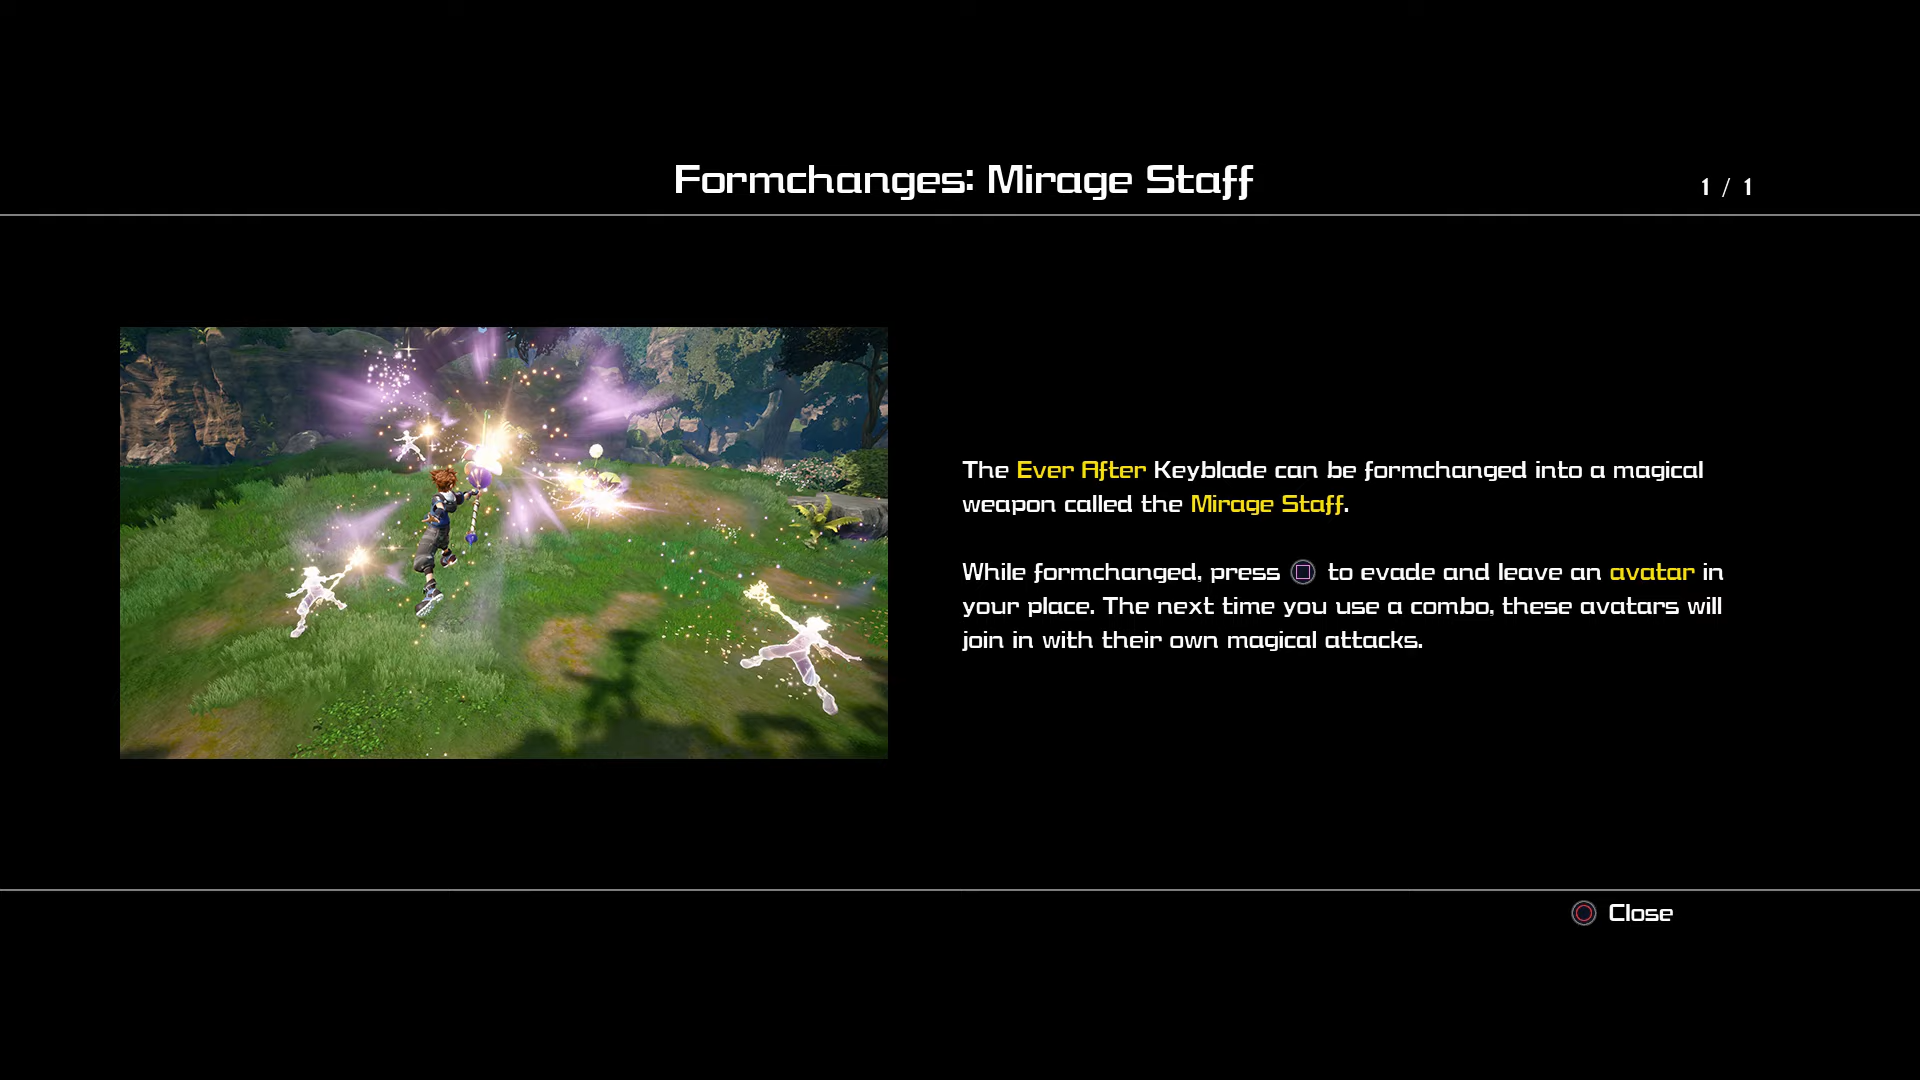 Formchanges: Mirage Staff
1 / 1
The Ever After Keyblade can be formchanged into a magical
weapon called the Mirage Staff.
While formchanged, press to evade and leave an avatar in
your place. The next time you use a combo, these avatars will
join in with their own magical attacks.
Close